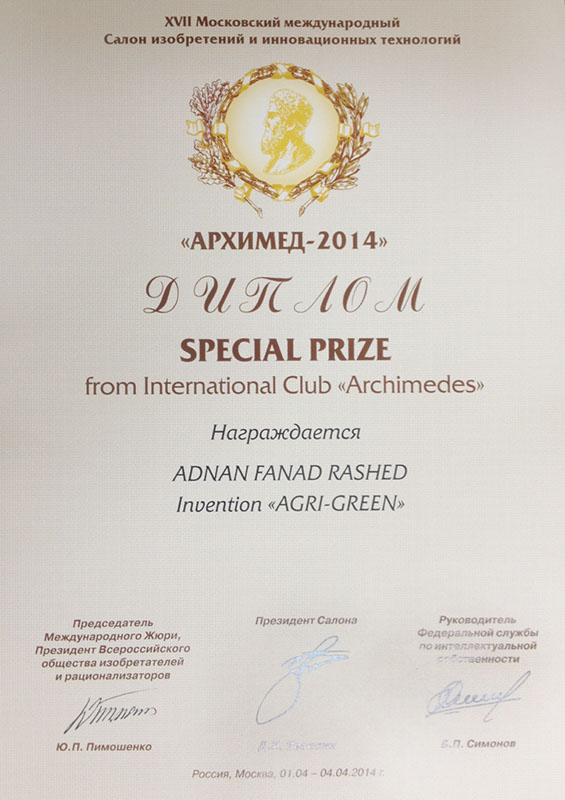 XVII Московский международный
Салон изобретений и инновационных технологий
«АРХИМЕД-2014»
ДИПЛОМ
SPECIAL PRIZE
from International Club «Archimedes»
Награждается
ADNAN FANAD RASHED
Invention «AGRI-GREEN»
Председатель
Международного Жюри,
Президент Всероссийского
общества изобретателей
и рационализаторов
Ю.П. Пимошенко
Президент Салона
Руководитель
Федеральной службы
по интеллектуальной
собственности
Б.П. Симонов
Россия, Москва, 01.04 – 04.04.2014 г.